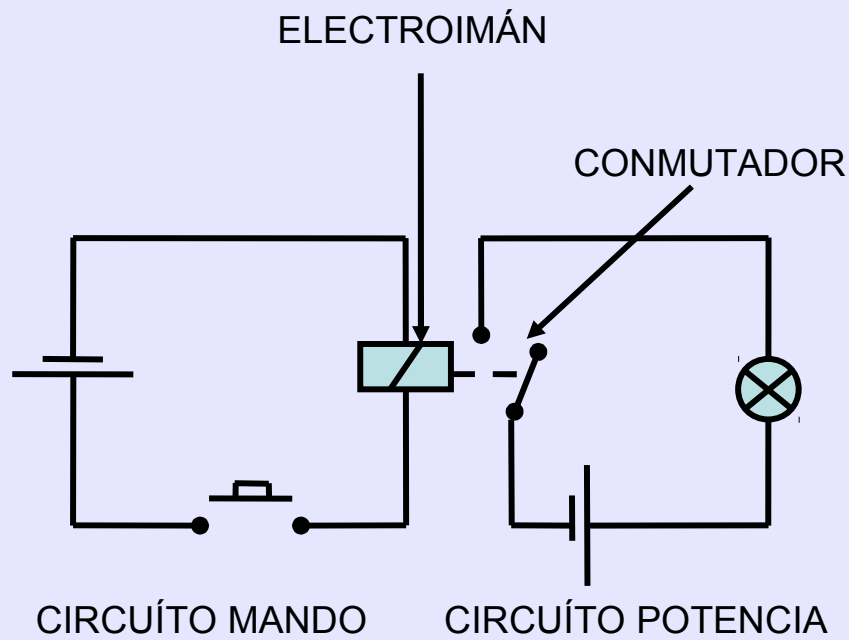 ELECTROIMÁN
CONMUTADOR
CIRCUÍTO MANDO
CIRCUÍTO POTENCIA